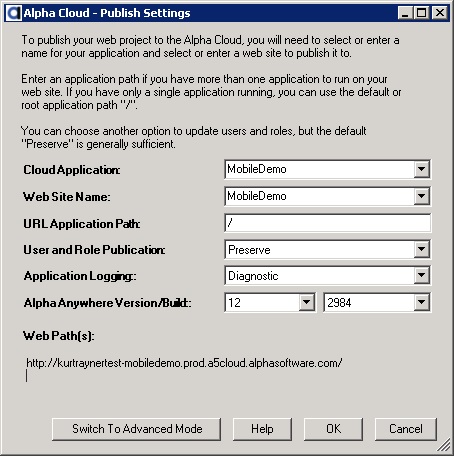 Alpha Cloud - Publish Settings
To publish your web project to the Alpha Cloud, you will need to select or enter a
name for your application and select or enter a web site to publish it to.
Enter an application path if you have more than one application to run on your
web site. If you have only a single application running, you can use the default or
root application path "/".
You can choose another option to update users and roles, but the default
"Preserve" is generally sufficient.
Cloud Application: MobileDemo
Web Site Name: MobileDemo
URL Application Path: /
User and Role Publication: Preserve
Application Logging:: Diagnostic
Alpha Anywhere Version/Build:: 12 2984
Web Path(s):
http://kurtraynertest-mobiledemo.prod.a5cloud.alphasoftware.com/
Switch To Advanced Mode Help OK Cancel